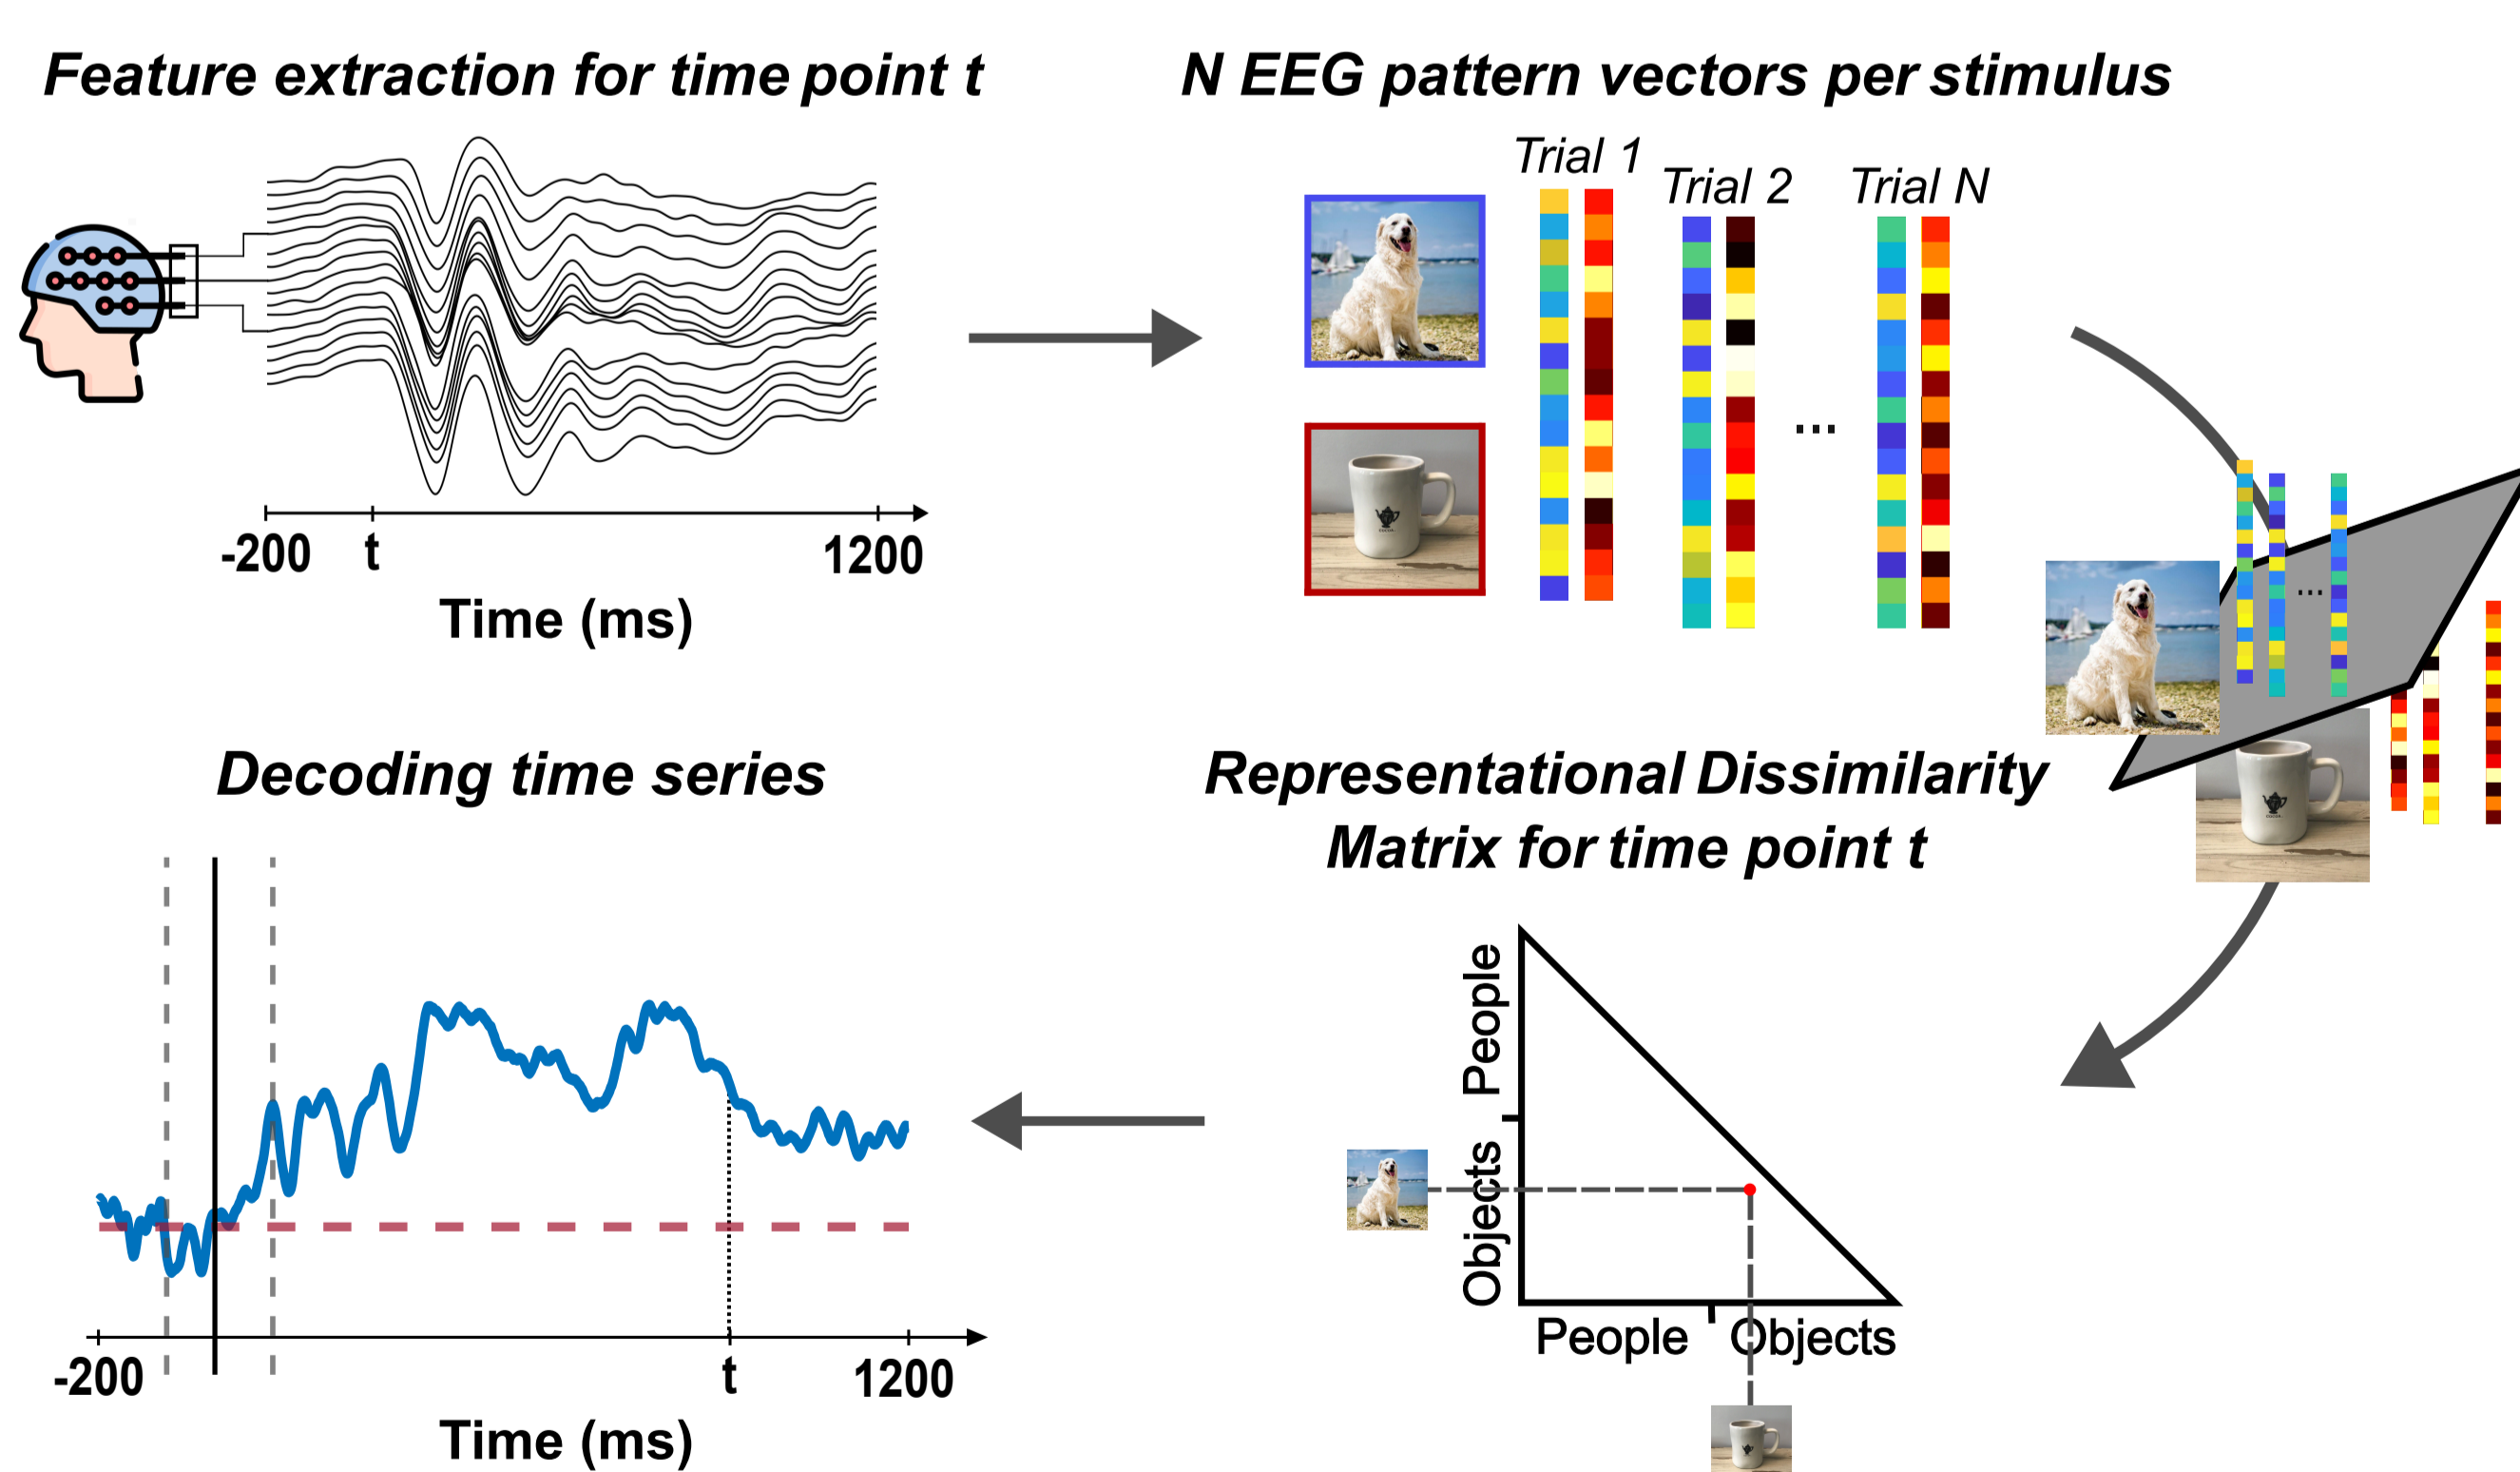 Feature extraction for time point t
-200
t
1200
Time (ms)
N EEG pattern vectors per stimulus
Trial 1
Trial 2
Trial N
...
...
Representational Dissimilarity
Matrix for time point t
People
Objects
People
Objects
Decoding time series
-200
t
1200
Time (ms)